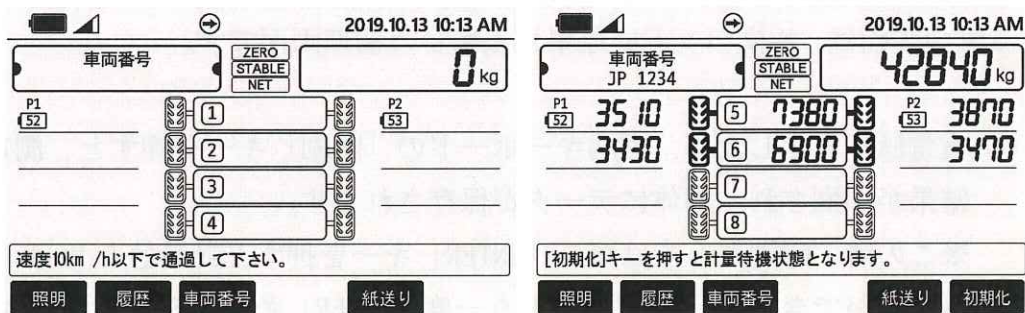 2019.10.13 10:13 AM
車両番号
ZERO
STABLE
NET
0 kg
P1
52
P2
53
1
2
3
4
速度10km /h以下で通過して下さい。
照明 履歴 車両番号 紙送り
2019.10.13 10:13 AM
車両番号
JP 1234
ZERO
STABLE
NET
42840 kg
P1
52
P2
53
3510 5 7380 3870
3430 6 6900 3470
7
8
[初期化]キーを押すと計量待機状態となります。
照明 履歴 車両番号 紙送り 初期化